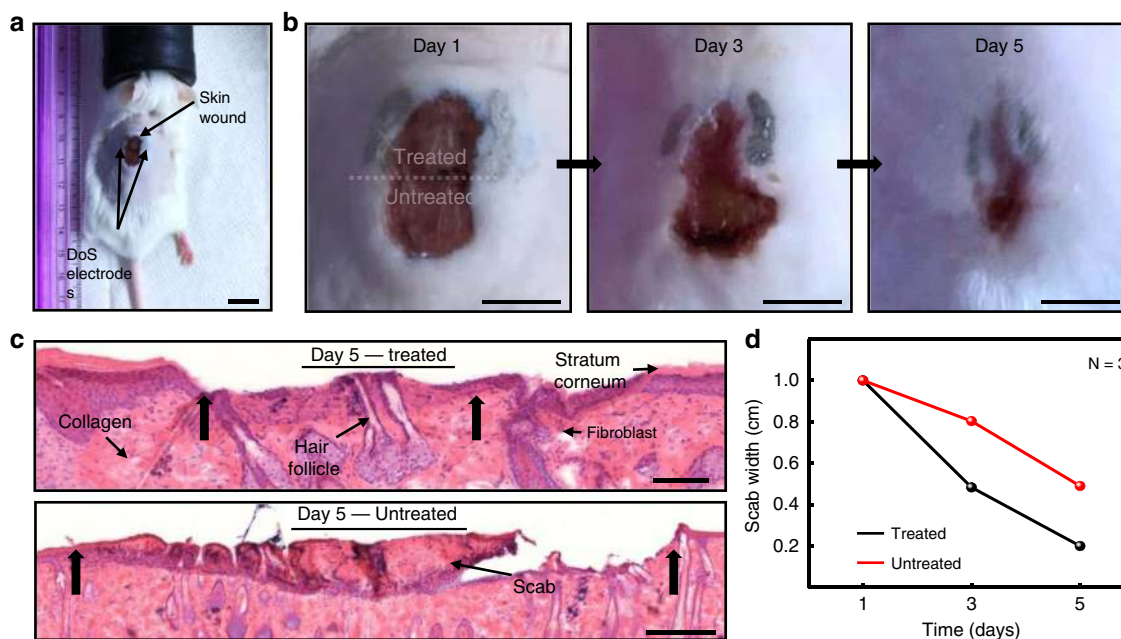 a
Skin
wound
DoS
electrode
s
b
Day 1
Treated
Untreated
Day 3
Day 5
c
Day 5 — treated
Stratum
corneum
Collagen
Hair
follicle
Fibroblast
Day 5 — Untreated
Scab
d
N = 3
Scab width (cm)
1.0
0.8
0.6
0.4
0.2
Treated
Untreated
1 3 5
Time (days)